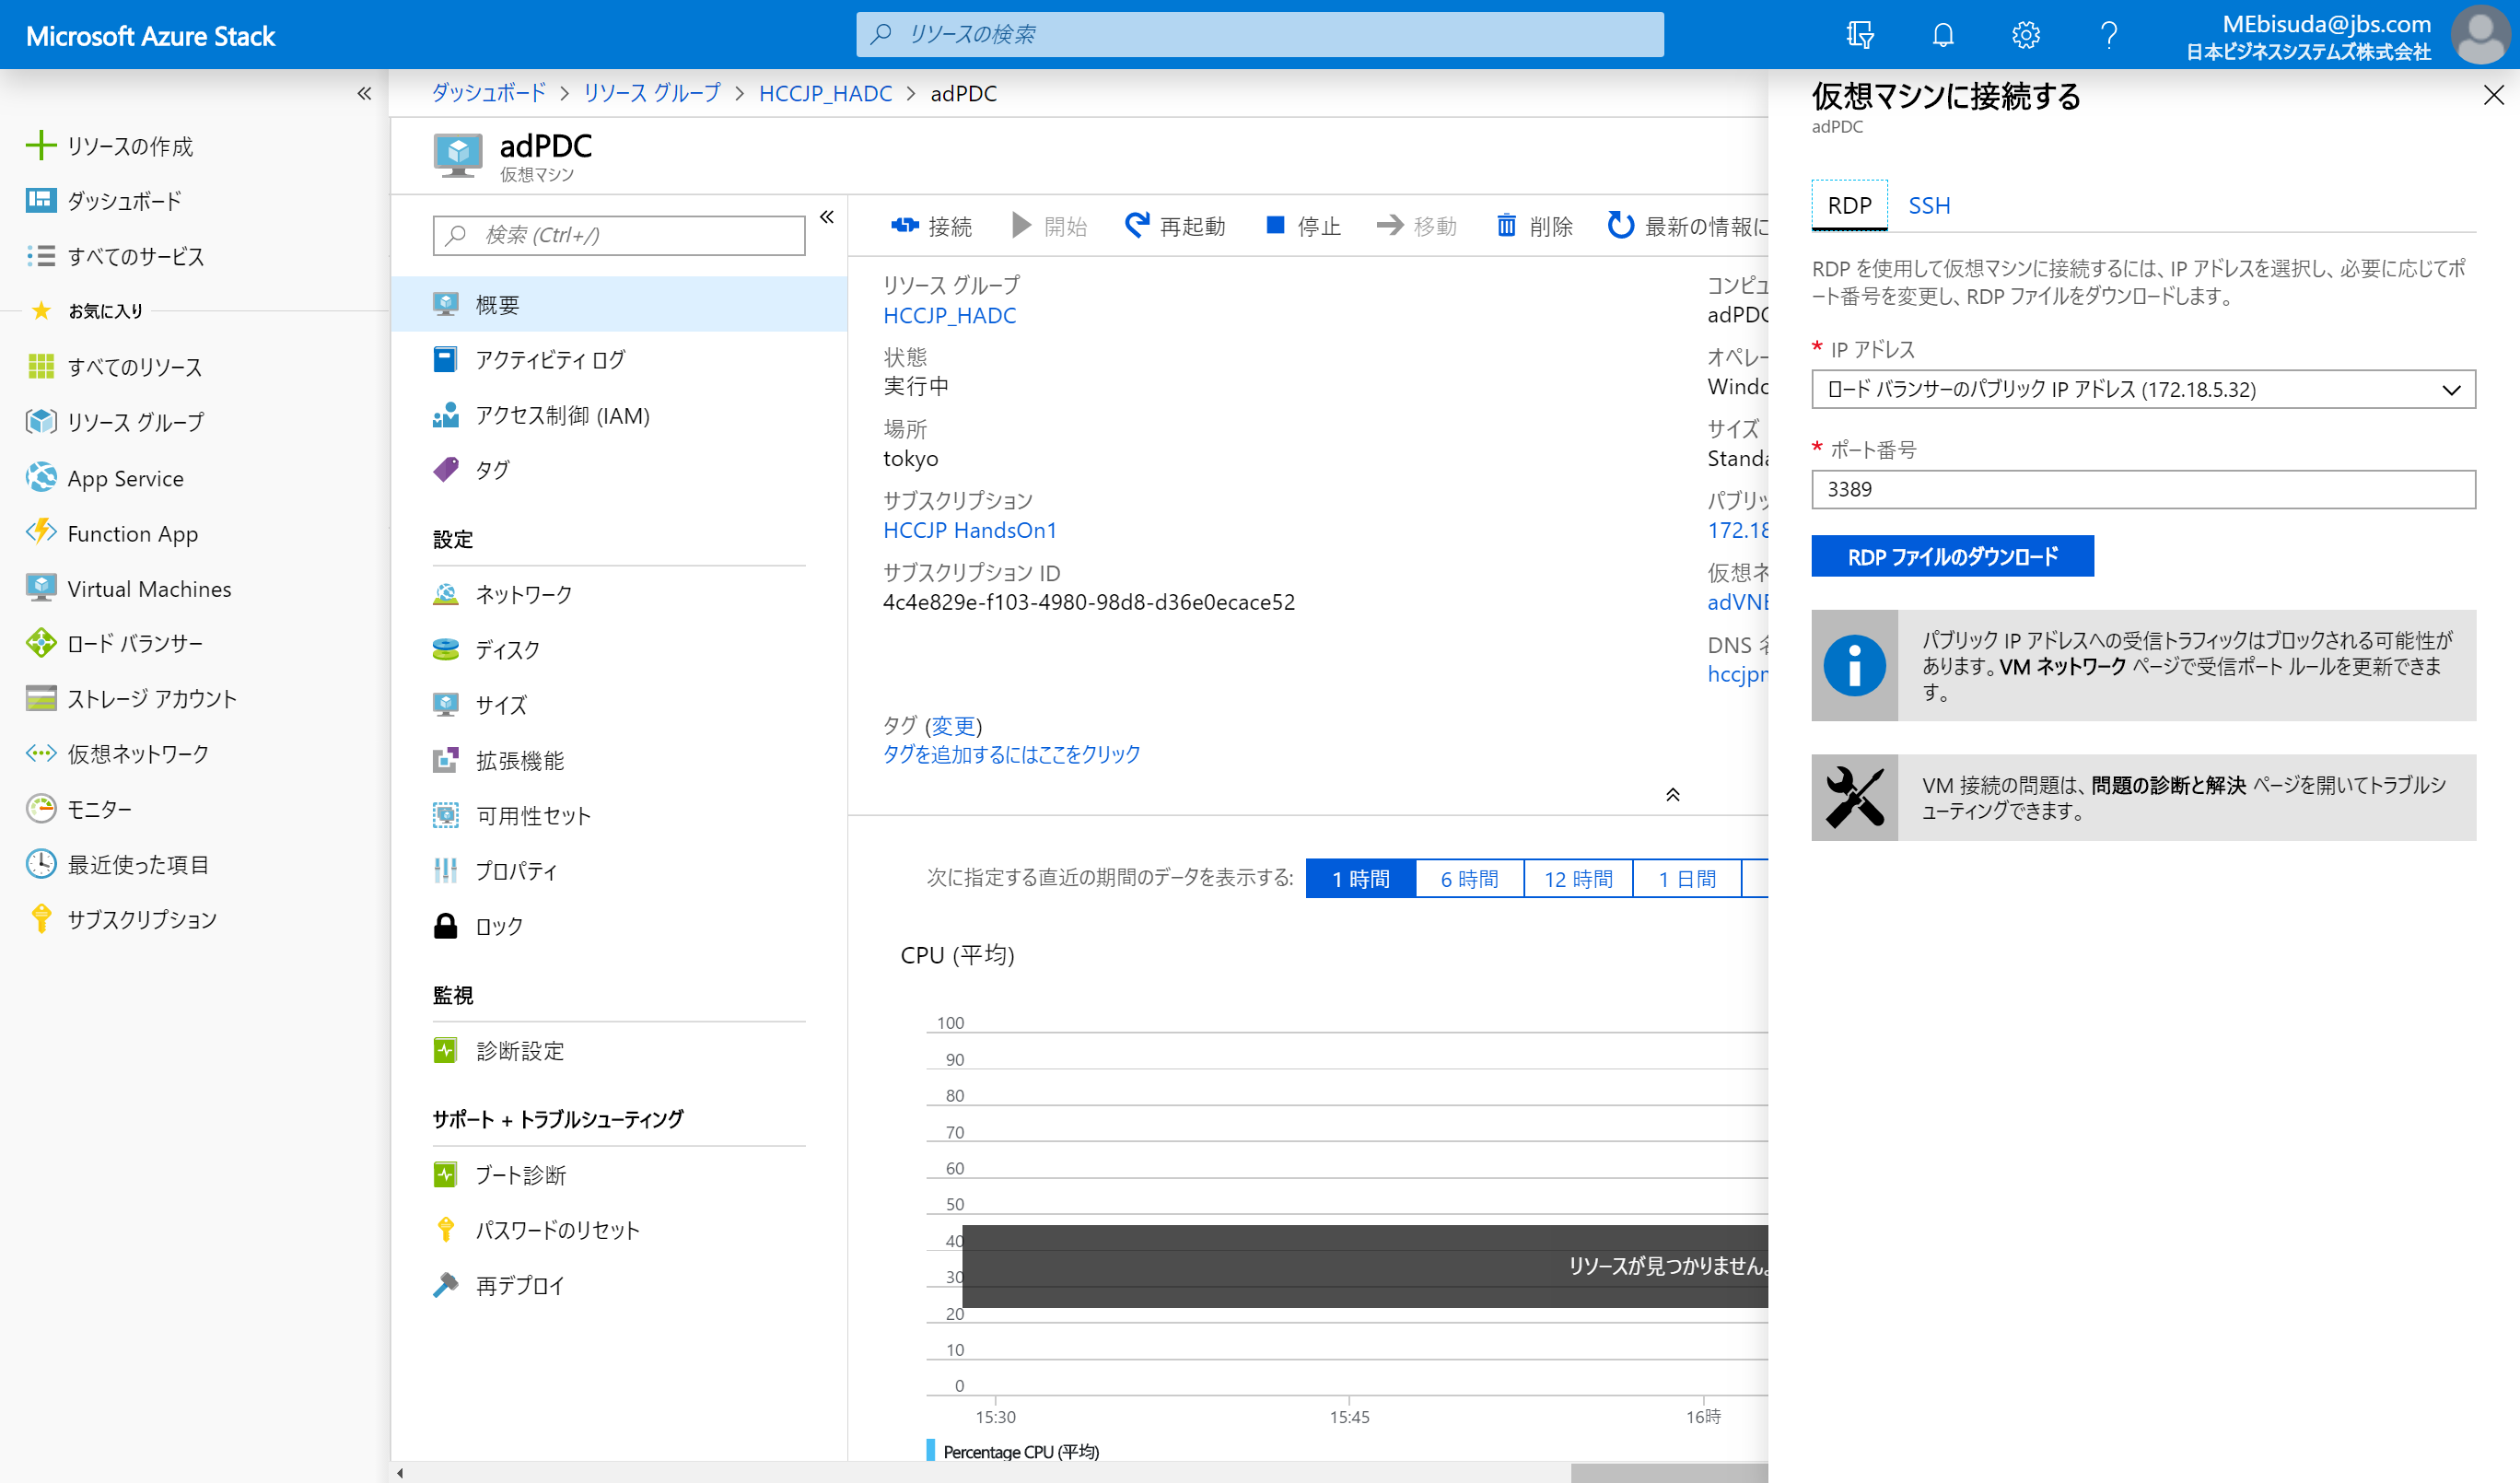 Microsoft Azure Stack
リソースの検索
MEbisuda@jbs.com
日本ビジネスシステムズ株式会社
リソースの作成
ダッシュボード
すべてのサービス
お気に入り
すべてのリソース
リソース グループ
App Service
Function App
Virtual Machines
ロード バランサー
ストレージ アカウント
仮想ネットワーク
モニター
最近使った項目
サブスクリプション
ダッシュボード > リソース グループ > HCCJP_HADC > adPDC
adPDC
仮想マシン
検索 (Ctrl+/)
概要
アクティビティ ログ
アクセス制御 (IAM)
タグ
設定
ネットワーク
ディスク
サイズ
拡張機能
可用性セット
プロパティ
ロック
監視
診断設定
サポート + トラブルシューティング
ブート診断
パスワードのリセット
再デプロイ
接続 開始 再起動 停止 移動 削除 最新の情報に
リソース グループ
HCCJP_HADC
状態
実行中
場所
tokyo
サブスクリプション
HCCJP HandsOn1
サブスクリプション ID
4c4e829e-f103-4980-98d8-d36e0ecace52
コンピュ
adPDC
オペレー
Windo
サイズ
Standa
パブリッ
172.18
仮想ネ
adVNE
DNS 名
hccjpr
タグ (変更)
タグを追加するにはここをクリック
次に指定する直近の期間のデータを表示する: 1 時間 6 時間 12 時間 1 日間
CPU (平均)
100
90
80
70
60
50
40
30
20
10
0
リソースが見つかりません。
15:30 15:45 16時
Percentage CPU (平均)
仮想マシンに接続する
adPDC
RDP SSH
RDP を使用して仮想マシンに接続するには、IP アドレスを選択し、必要に応じてポ
ート番号を変更し、RDP ファイルをダウンロードします。
* IP アドレス
ロード バランサーのパブリック IP アドレス (172.18.5.32)
* ポート番号
3389
RDP ファイルのダウンロード
パブリック IP アドレスへの受信トラフィックはブロックされる可能性が
あります。VM ネットワーク ページで受信ポート ルールを更新できま
す。
VM 接続の問題は、問題の診断と解決 ページを開いてトラブルシ
ューティングできます。